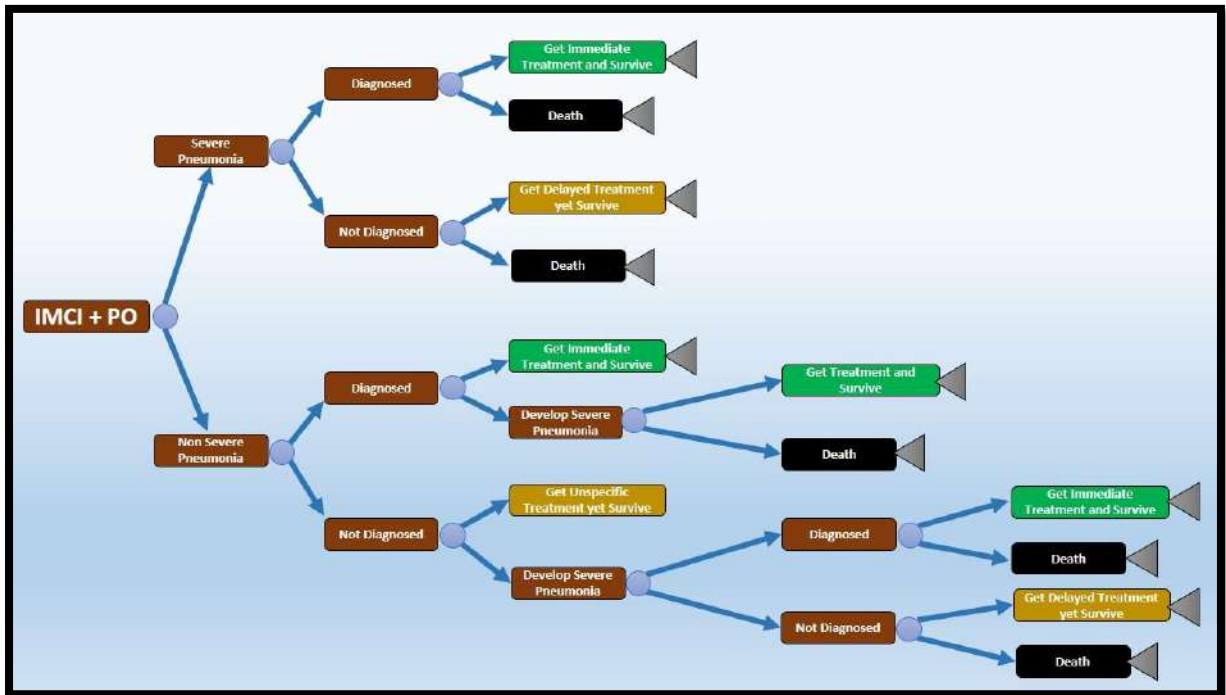 Get Immediate
Treatment and Survive
Diagnosed
Death
Severe
Pneumonia
Get Delayed Treatment
yet Survive
Not Diagnosed
Death
IMCI + PO
Get Immediate
Treatment and Survive
Get Treatment and
Survive
Diagnosed
Develop Severe
Pneumonia
Non Severe
Pneumonia
Death
Get Unspecific
Treatment yet Survive
Get Immediate
Treatment and Survive
Not Diagnosed
Diagnosed
Death
Develop Severe
Pneumonia
Get Delayed Treatment
yet Survive
Not Diagnosed
Death